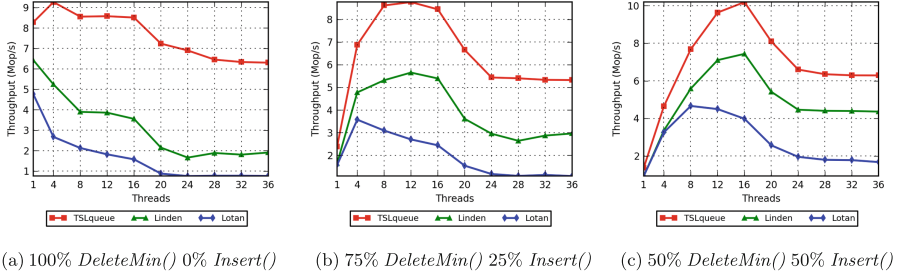 9
8
7
6
5
4
3
2
1
Throughput (Mop/s)
1 4 8 12 16 20 24 28 32 36
Threads
TSLqueue Linden Lotan
(a) 100% DeleteMin() 0% Insert()
8
6
4
3
2
Throughput (Mop/s)
1 4 8 12 16 20 24 28 32 36
Threads
TSLqueue Linden Lotan
(b) 75% DeleteMin() 25% Insert()
10
8
6
4
2
Throughput (Mop/s)
1 4 8 12 16 20 24 28 32 36
Threads
TSLqueue Linden Lotan
(c) 50% DeleteMin() 50% Insert()